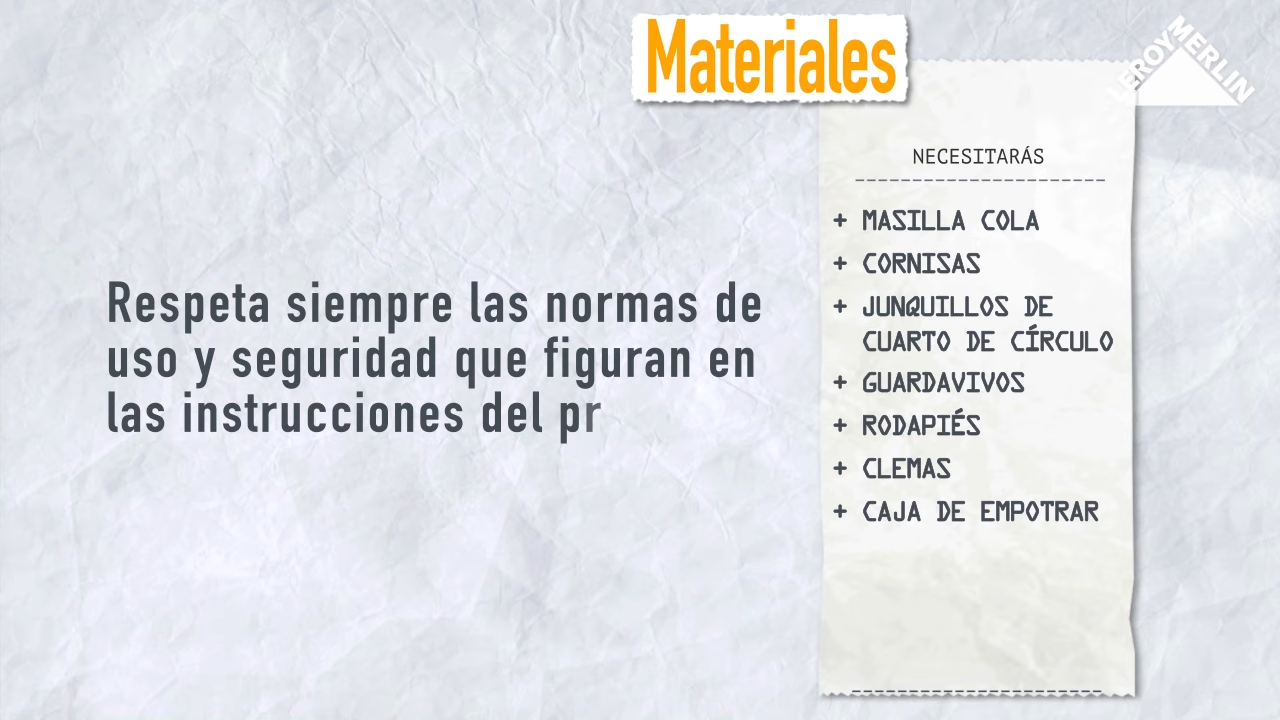 Materiales
LEROY MERLIN
NECESITARÁS
+ MASILLA COLA
+ CORNISAS
+ JUNQUILLOS DE
CUARTO DE CÍRCULO
+ GUARDAVIVOS
+ RODAPIÉS
+ CLEMAS
+ CAJA DE EMPOTRAR
Respeta siempre las normas de
uso y seguridad que figuran en
las instrucciones del pr